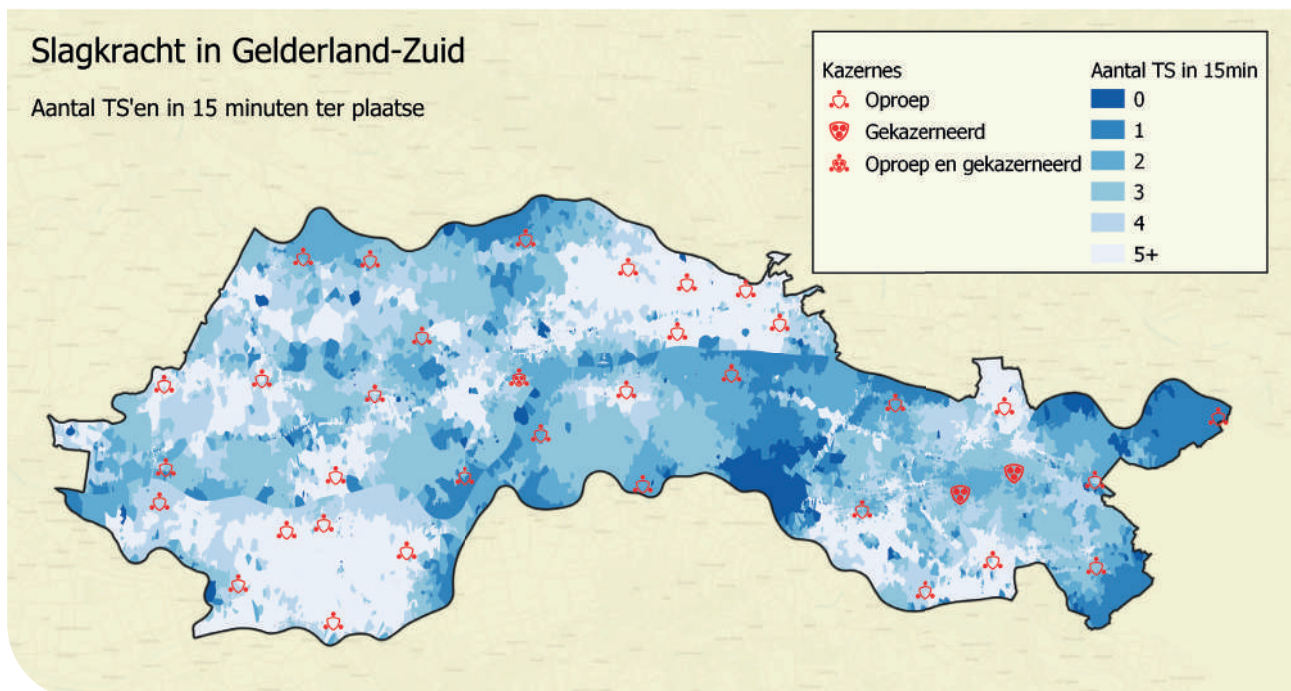 Slagkracht in Gelderland-Zuid
Aantal TS'en in 15 minuten ter plaatse
Kazernes
Oproep
Gekazerneerd
Oproep en gekazerneerd
Aantal TS in 15min
0
1
2
3
4
5+